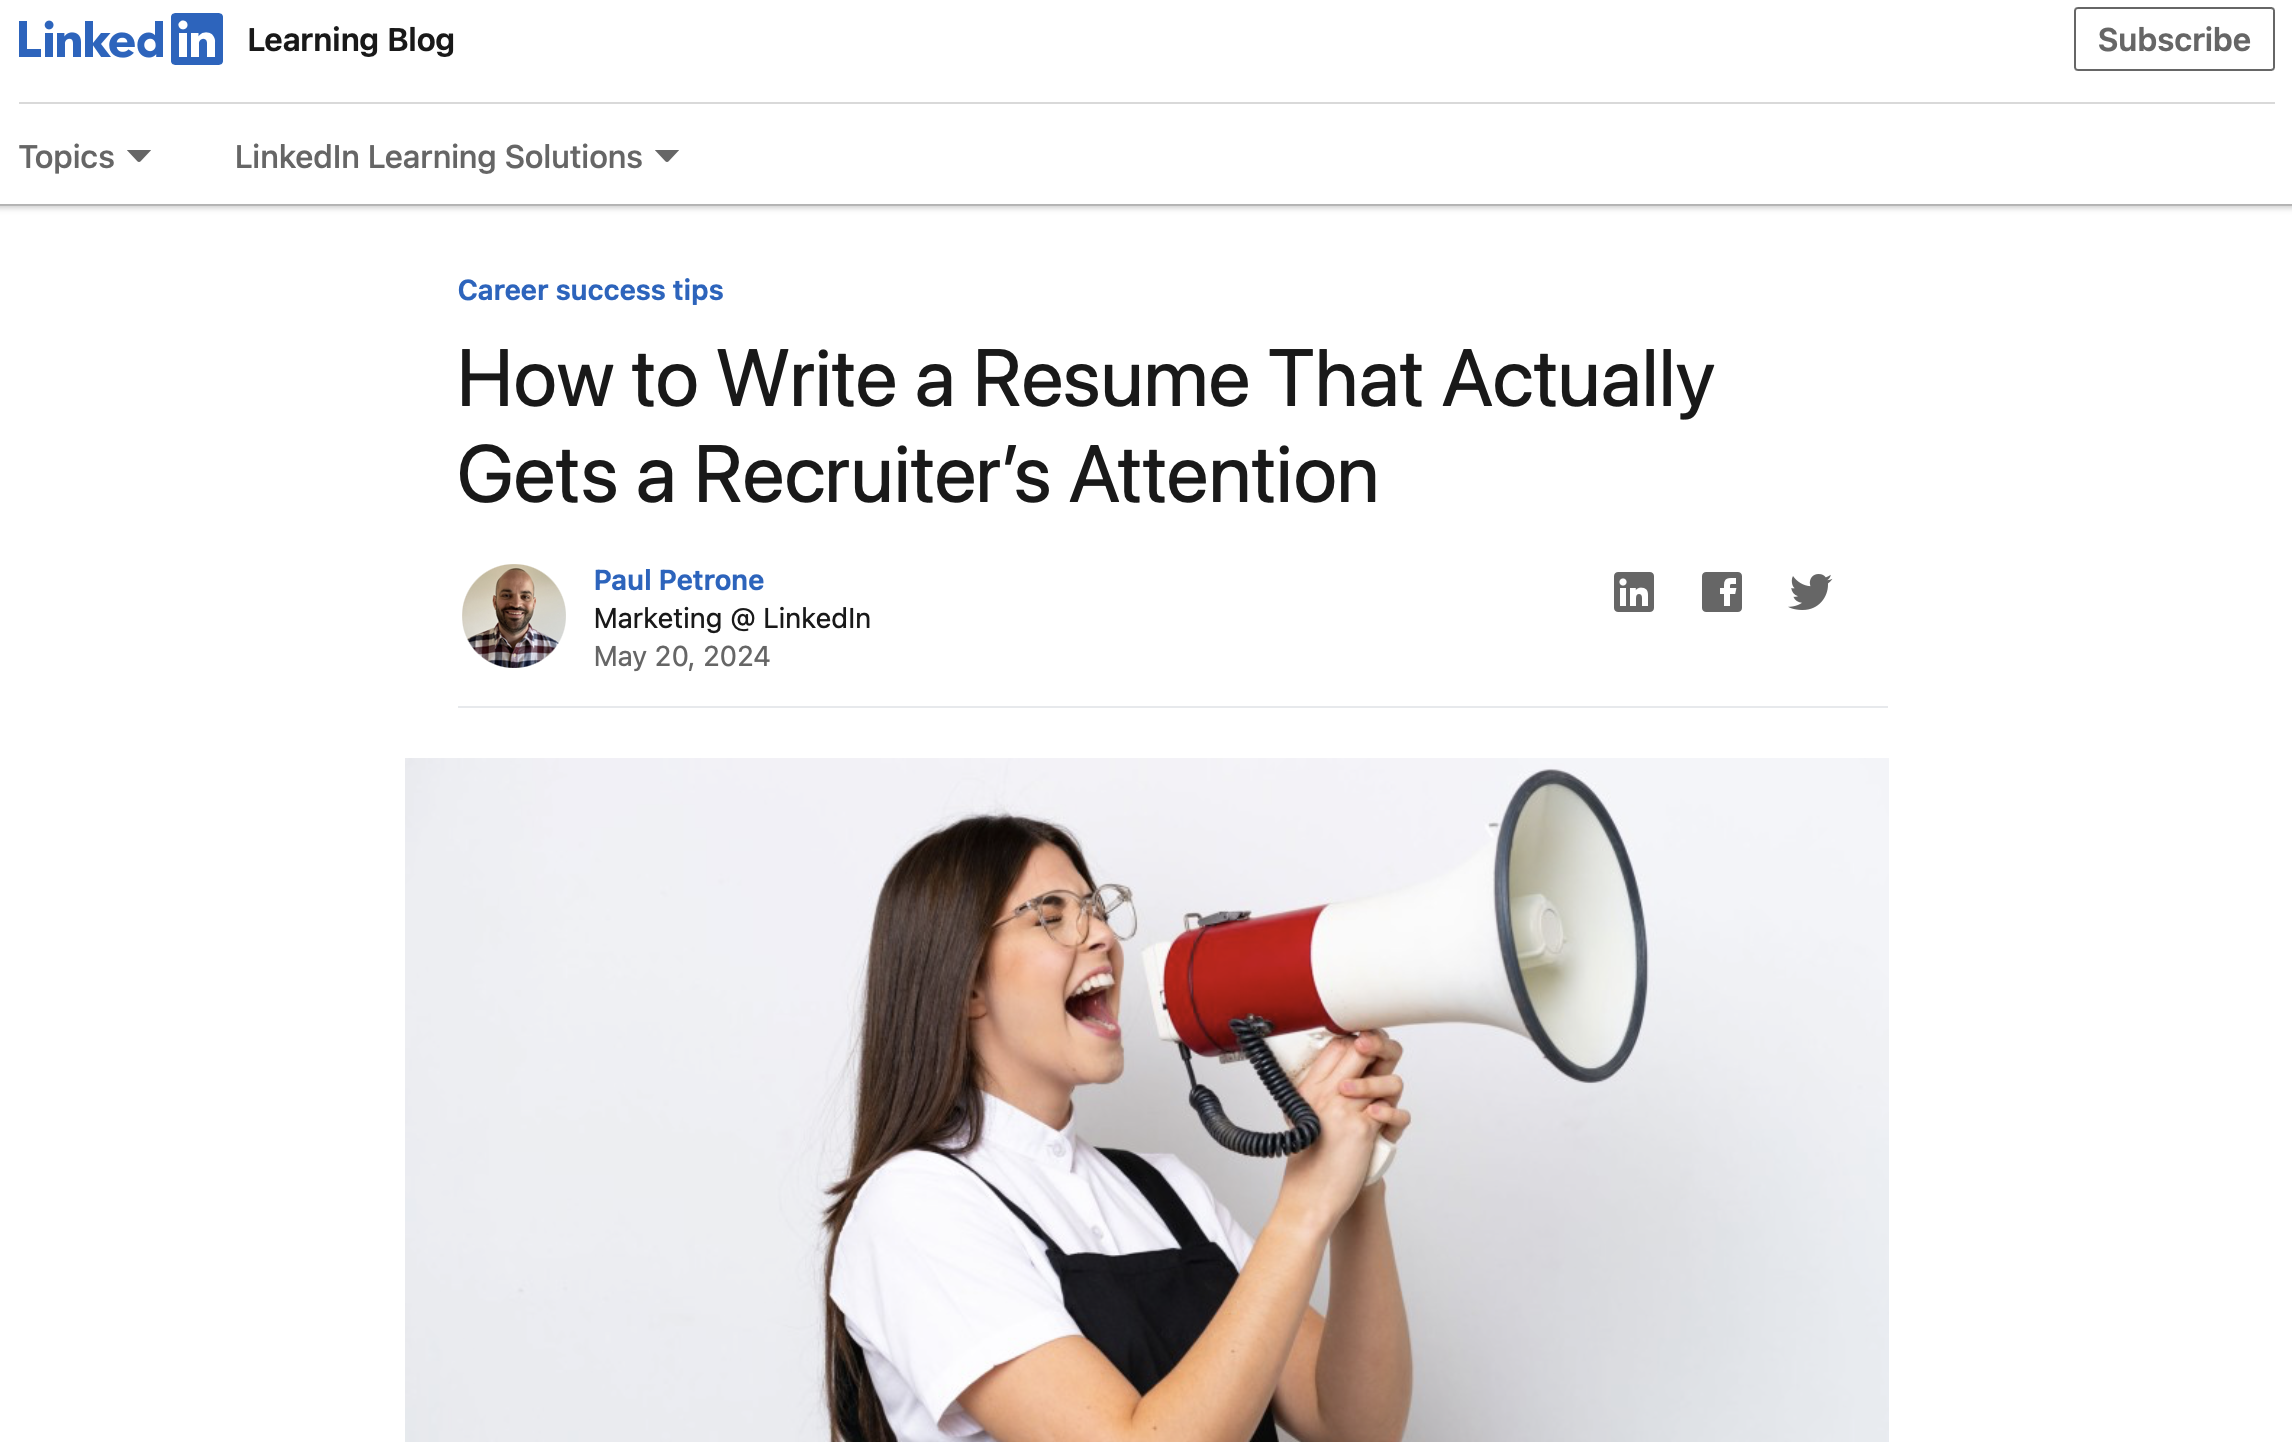 LinkedIn Learning Blog
Subscribe
Topics
LinkedIn Learning Solutions
Career success tips
How to Write a Resume That Actually
Gets a Recruiter’s Attention
Paul Petrone
Marketing @ LinkedIn
May 20, 2024